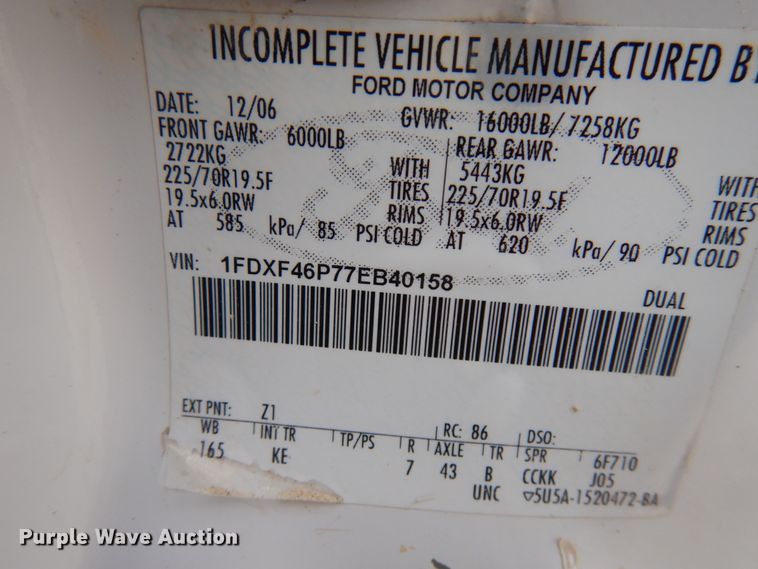 INCOMPLETE VEHICLE MANUFACTURED B
FORD MOTOR COMPANY
DATE: 12/06 GVWR: 16000LB/ 7258KG
FRONT GAWR: 6000LB REAR GAWR: 12000LB
2722KG WITH 5443KG WITH
225/70R19.5F TIRES 225/70R19.5F TIRES
19.5x6.0RW RIMS 19.5x6.0RW RIMS
AT 585 kPa/ 85 PSI COLD AT 620 kPa/ 90 PSI COLD
VIN: 1FDXF46P77EB40158
DUAL
EXT PNT: Z1 RC: 86 DSO:
WB INT TR TP/PS R AXLE TR SPR 6F710
165 KE 7 43 B CCKK J05
UNC 5U5A-1520472-BA
Purple Wave Auction